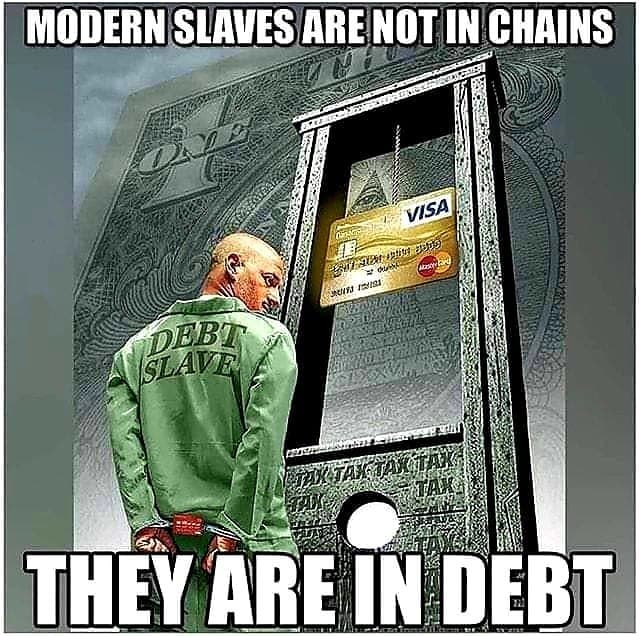 MODERN SLAVES ARE NOT IN CHAINS
ONE
VISA
MasterCard
DEBT
SLAVE
TAX TAX TAX TAX
TAX TAX
THEY ARE IN DEBT